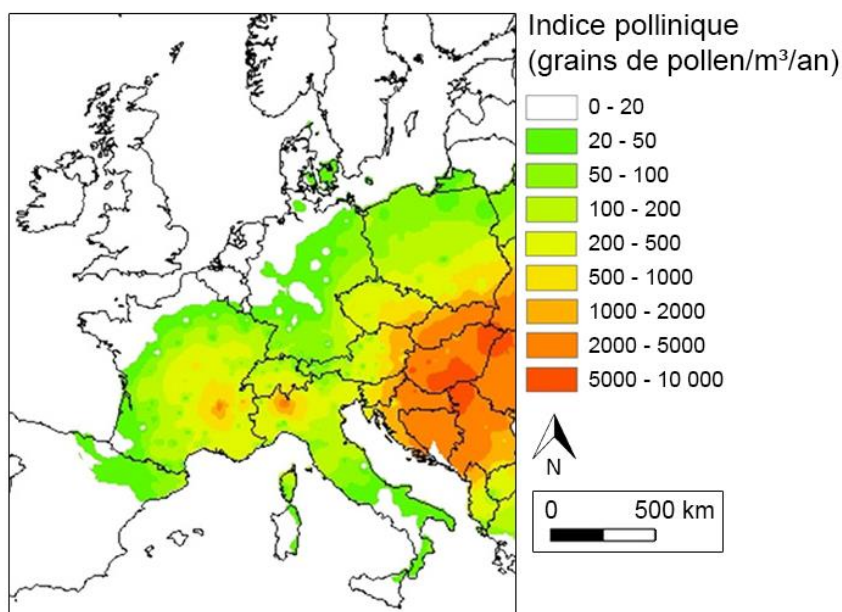 Indice pollinique
(grains de pollen/m³/an)
0 - 20
20 - 50
50 - 100
100 - 200
200 - 500
500 - 1000
1000 - 2000
2000 - 5000
5000 - 10 000
N
0 500 km